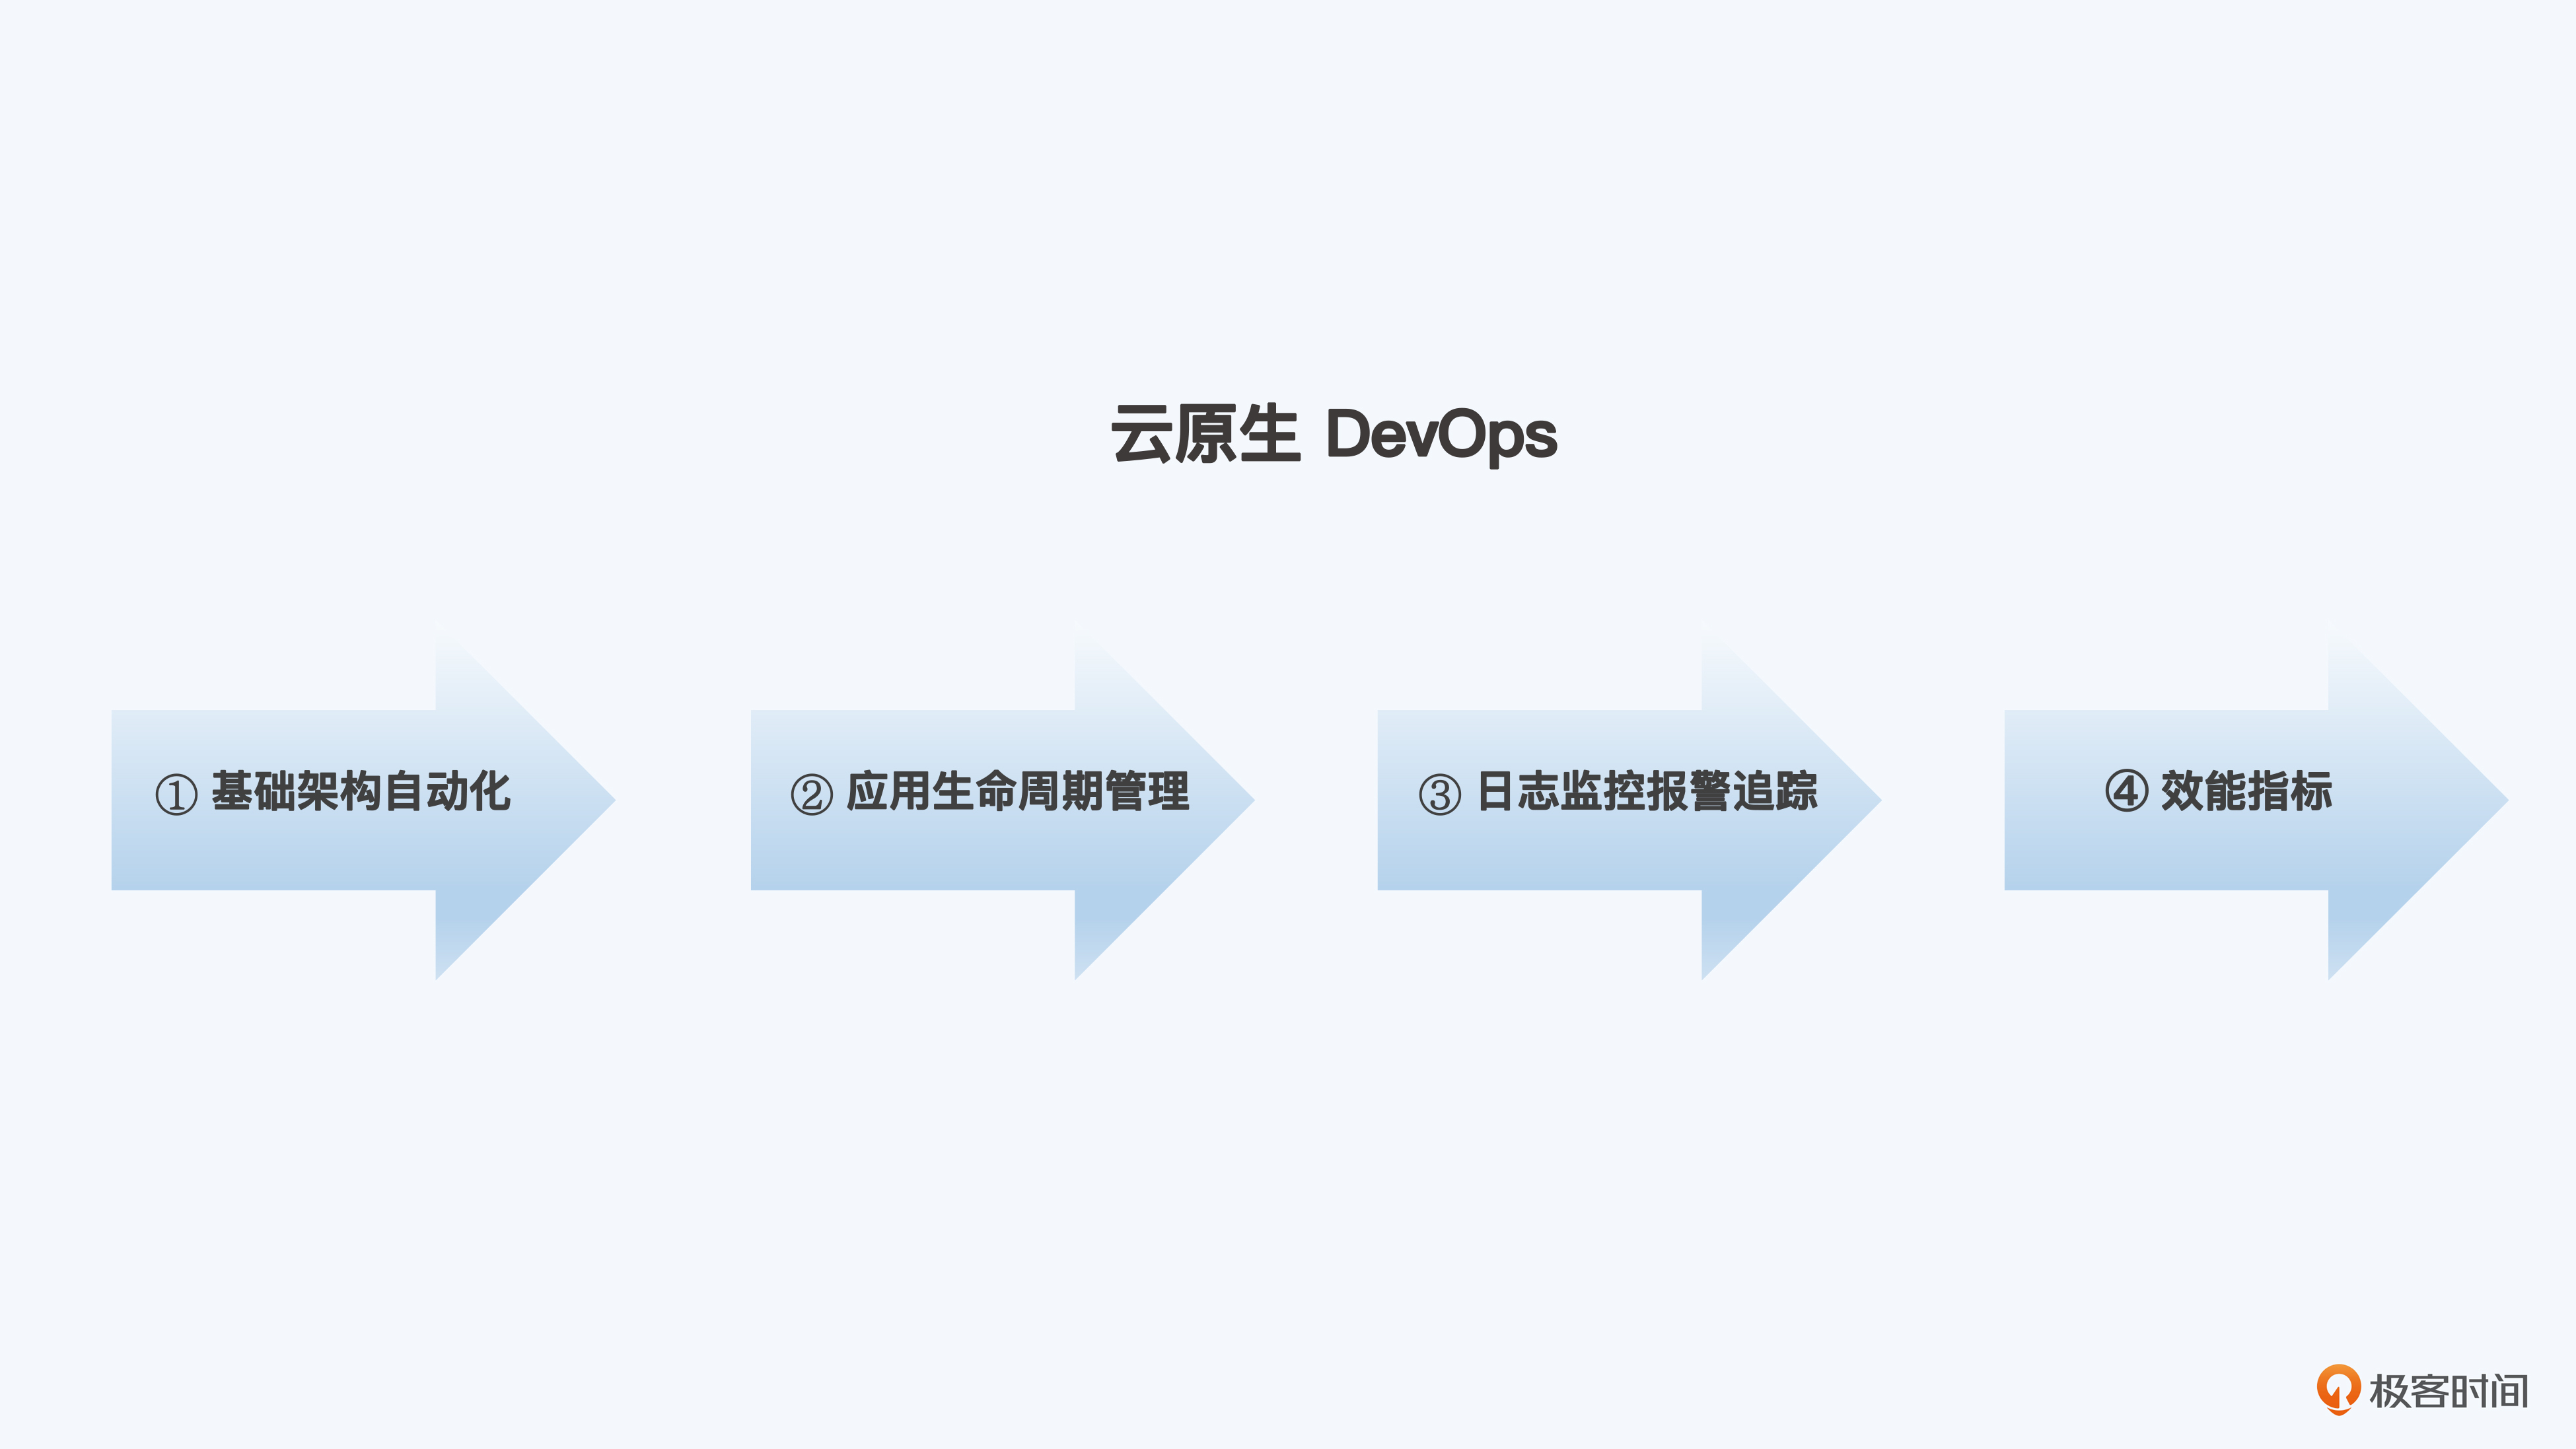 云原生 DevOps
① 基础架构自动化
② 应用生命周期管理
③ 日志监控报警追踪
④ 效能指标
极客时间